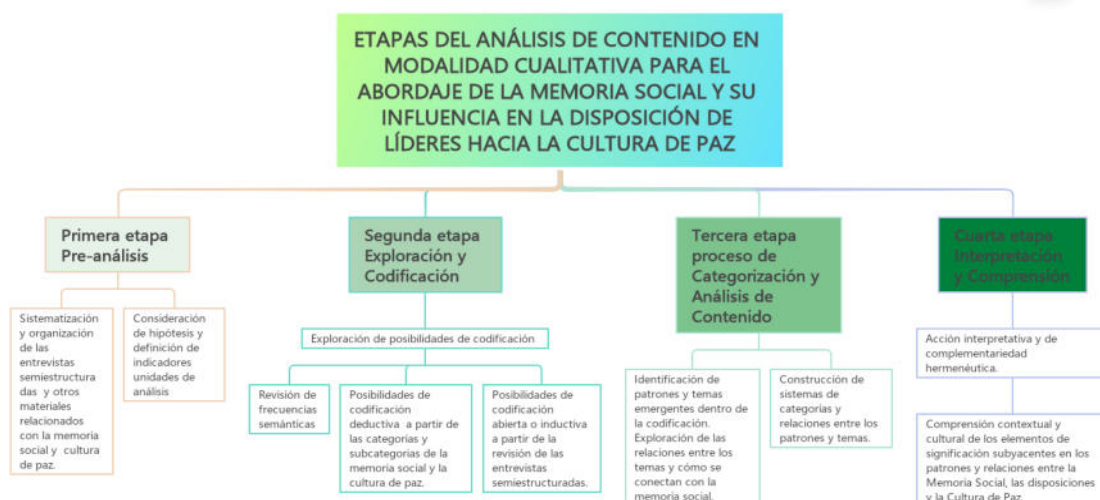 ETAPAS DEL ANÁLISIS DE CONTENIDO EN
MODALIDAD CUALITATIVA PARA EL
ABORDAJE DE LA MEMORIA SOCIAL Y SU
INFLUENCIA EN LA DISPOSICIÓN DE
LÍDERES HACIA LA CULTURA DE PAZ
Primera etapa
Pre-análisis
Sistematización
y organización
de las
entrevistas
semiestructura
das y otros
materiales
relacionados
con la memoria
social y cultura
de paz.
Consideración
de hipótesis y
definición de
indicadores
unidades de
análisis
Segunda etapa
Exploración y
Codificación
Exploración de posibilidades de codificación
Revisión de
frecuencias
semánticas
Posibilidades de
codificación
deductiva a partir
de las categorías y
subcategorías de la
memoria social y la
cultura de paz.
Posibilidades de
codificación
abierta o inductiva
a partir de la
revisión de las
entrevistas
semiestructuradas.
Tercera etapa
proceso de
Categorización y
Análisis de
Contenido
Identificación de
patrones y temas
emergentes dentro de
la codificación.
Exploración de las
relaciones entre los
temas y cómo se
conectan con la
memoria social.
Construcción de
sistemas de
categorías y
relaciones entre los
patrones y temas.
Cuarta etapa
Interpretación
y Comprensión
Acción interpretativa y de
complementariedad
hermenéutica.
Comprensión contextual y
cultural de los elementos de
significación subyacentes en los
patrones y relaciones entre la
Memoria Social, las disposiciones
y la Cultura de Paz